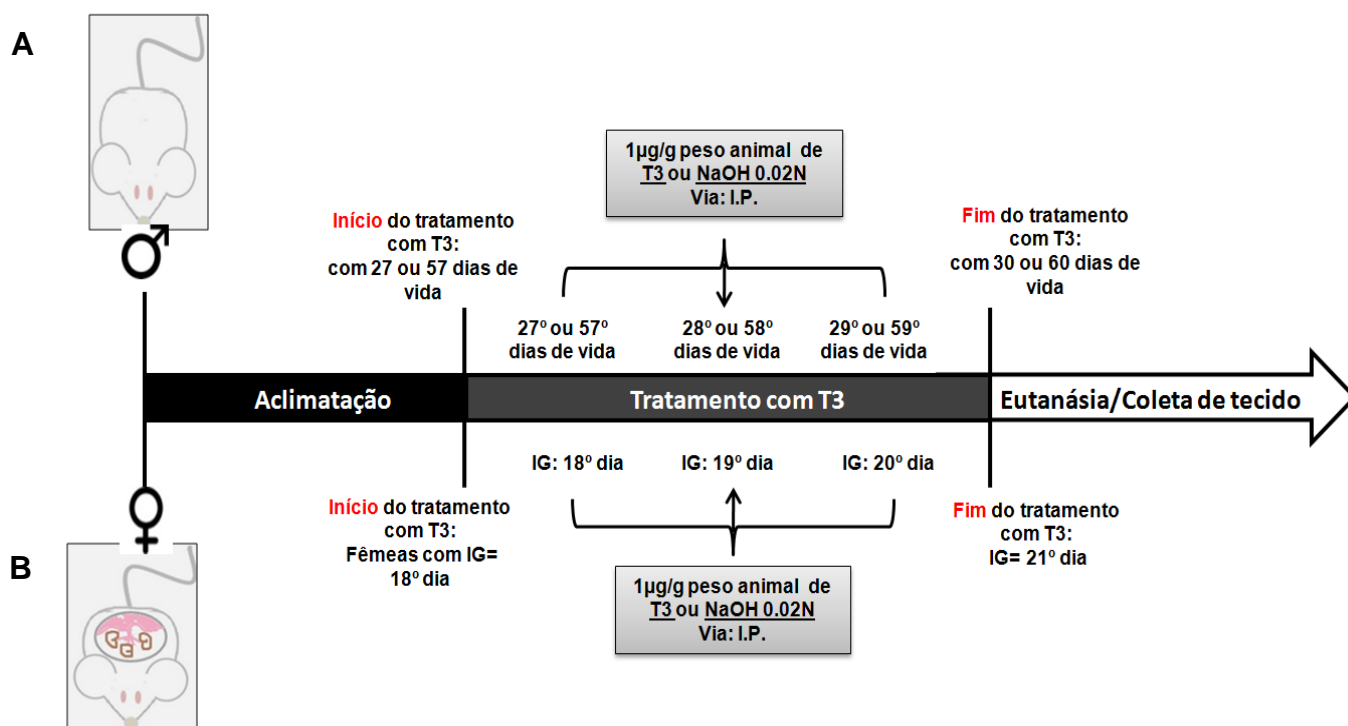 A
1µg/g peso animal de
T3 ou NaOH 0.02N
Via: I.P.
Início do tratamento
com T3:
com 27 ou 57 dias de
vida
Fim do tratamento
com T3:
com 30 ou 60 dias de
vida
27º ou 57º
dias de vida
28º ou 58º
dias de vida
29º ou 59º
dias de vida
Aclimatação
Tratamento com T3
Eutanásia/Coleta de tecido
IG: 18º dia
IG: 19º dia
IG: 20º dia
Início do tratamento
com T3:
Fêmeas com IG=
18º dia
Fim do tratamento
com T3:
IG= 21º dia
B
1µg/g peso animal de
T3 ou NaOH 0.02N
Via: I.P.